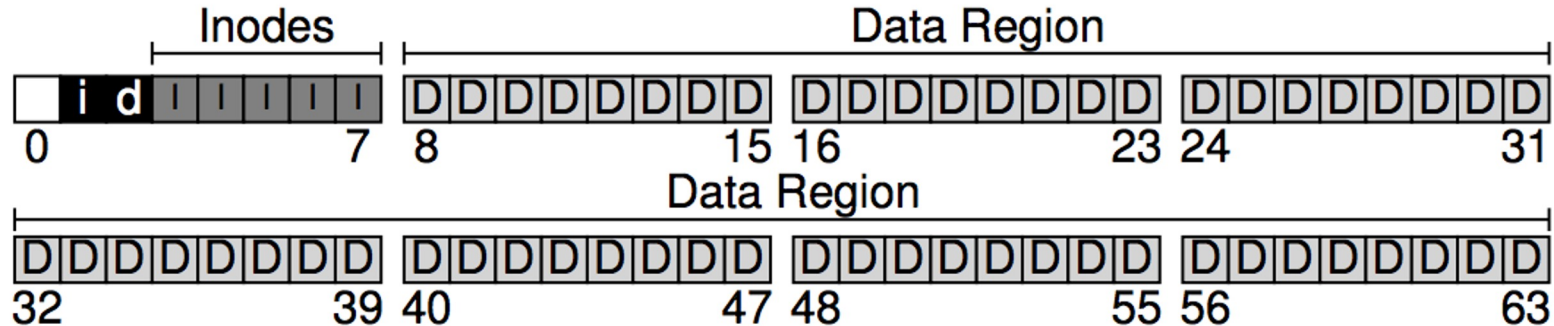 Inodes Data Region
i d I I I I I D D D D D D D D D D D D D D D D D D D D D D D D
0 7 8 15 16 23 24 31
Data Region
D D D D D D D D D D D D D D D D D D D D D D D D D D D D D D D D
32 39 40 47 48 55 56 63